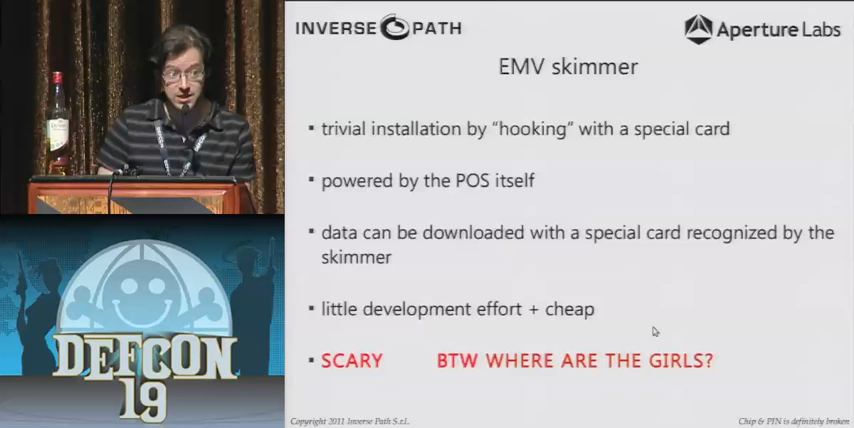 INVERSE PATH
Aperture Labs
EMV skimmer
▪ trivial installation by “hooking” with a special card
▪ powered by the POS itself
▪ data can be downloaded with a special card recognized by the
skimmer
▪ little development effort + cheap
▪ SCARY BTW WHERE ARE THE GIRLS?
Copyright 2011 Inverse Path S.r.l.
Chip & PIN is definitely broken
DEFCON
19